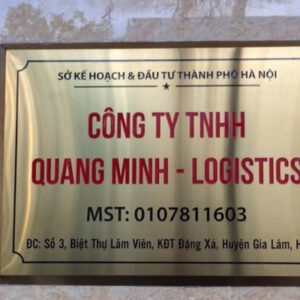 SỞ KẾ HOẠCH & ĐẦU TƯ THÀNH PHỐ HÀ NỘI
CÔNG TY TNHH
QUANG MINH - LOGISTICS
MST: 0107811603
ĐC: Số 3, Biệt Thự Lâm Viên, KĐT Đặng Xá, Huyện Gia Lâm, H